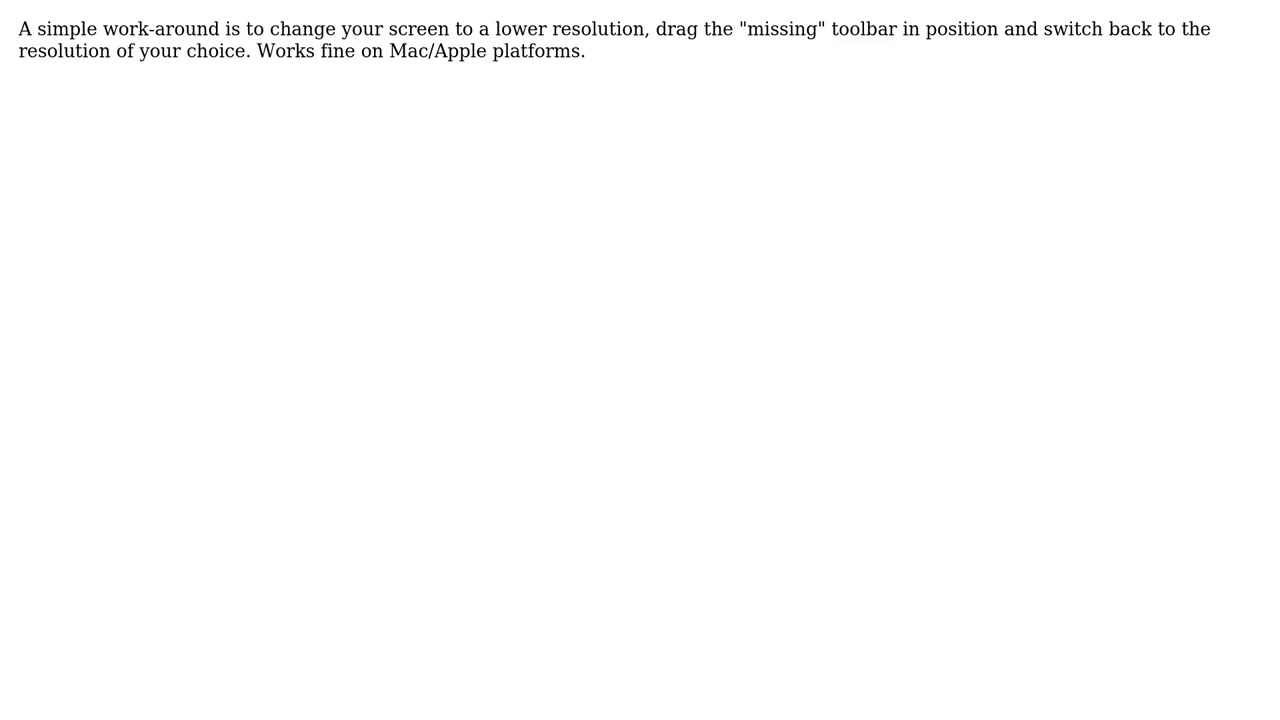 A simple work-around is to change your screen to a lower resolution, drag the "missing" toolbar in position and switch back to the
resolution of your choice. Works fine on Mac/Apple platforms.